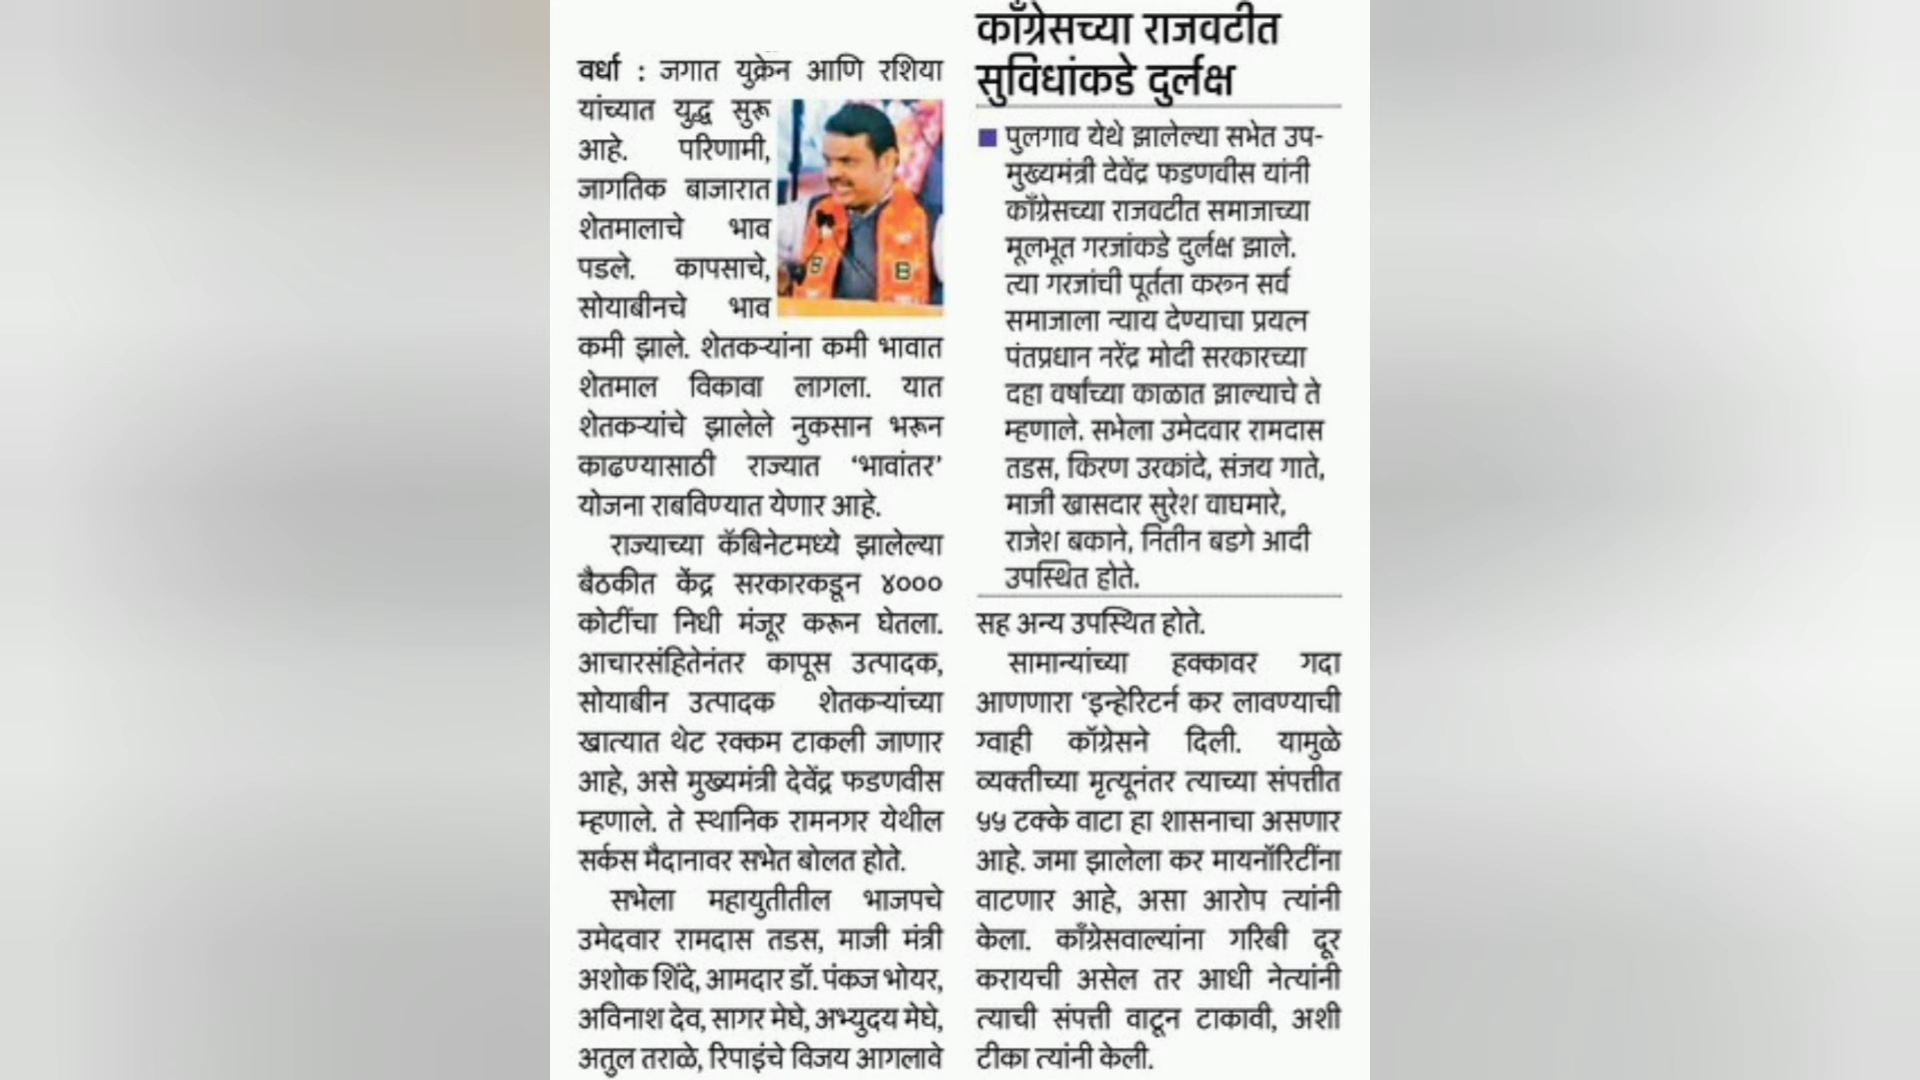 वर्धा : जगात युक्रेन आणि रशिया
यांच्यात युद्ध सुरू
आहे. परिणामी,
जागतिक बाजारात
शेतमालाचे भाव
पडले. कापसाचे,
सोयाबीनचे भाव
कमी झाले. शेतकऱ्यांना कमी भावात
शेतमाल विकावा लागला. यात
शेतकऱ्यांचे झालेले नुकसान भरून
काढण्यासाठी राज्यात ‘भावांतर’
योजना राबविण्यात येणार आहे.
राज्याच्या कॅबिनेटमध्ये झालेल्या
बैठकीत केंद्र सरकारकडून ४०००
कोटींचा निधी मंजूर करून घेतला.
आचारसंहितेनंतर कापूस उत्पादक,
सोयाबीन उत्पादक शेतकऱ्यांच्या
खात्यात थेट रक्कम टाकली जाणार
आहे, असे मुख्यमंत्री देवेंद्र फडणवीस
म्हणाले. ते स्थानिक रामनगर येथील
सर्कस मैदानावर सभेत बोलत होते.
सभेला महायुतीतील भाजपचे
उमेदवार रामदास तडस, माजी मंत्री
अशोक शिंदे, आमदार डॉ. पंकज भोयर,
अविनाश देव, सागर मेघे, अभ्युदय मेघे,
अतुल तराळे, रिपाइंचे विजय आगलावे
काँग्रेसच्या राजवटीत
सुविधांकडे दुर्लक्ष
पुलगाव येथे झालेल्या सभेत उप-
मुख्यमंत्री देवेंद्र फडणवीस यांनी
काँग्रेसच्या राजवटीत समाजाच्या
मूलभूत गरजांकडे दुर्लक्ष झाले.
त्या गरजांची पूर्तता करून सर्व
समाजाला न्याय देण्याचा प्रयत्न
पंतप्रधान नरेंद्र मोदी सरकारच्या
दहा वर्षांच्या काळात झाल्याचे ते
म्हणाले. सभेला उमेदवार रामदास
तडस, किरण उरकांदे, संजय गाते,
माजी खासदार सुरेश वाघमारे,
राजेश बकाने, नितीन बडगे आदी
उपस्थित होते.
सह अन्य उपस्थित होते.
सामान्यांच्या हक्कावर गदा
आणणारा ‘इन्हेरिटर्न कर लावण्याची
ग्वाही काँग्रेसने दिली. यामुळे
व्यक्तीच्या मृत्यूनंतर त्याच्या संपत्तीत
५५ टक्के वाटा हा शासनाचा असणार
आहे. जमा झालेला कर मायनॉरिटींना
वाटणार आहे, असा आरोप त्यांनी
केला. काँग्रेसवाल्यांना गरिबी दूर
करायची असेल तर आधी नेत्यांनी
त्याची संपत्ती वाटून टाकावी, अशी
टीका त्यांनी केली.